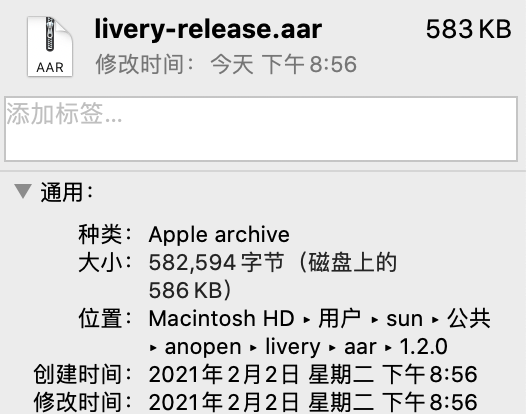 livery-release.aar 583 KB
AAR
修改时间： 今天 下午8:56
添加标签...
▼ 通用：
种类： Apple archive
大小： 582,594字节（磁盘上的
586 KB）
位置： Macintosh HD ▸ 用户 ▸ sun ▸ 公共
▸ anopen ▸ livery ▸ aar ▸ 1.2.0
创建时间： 2021年2月2日 星期二 下午8:56
修改时间： 2021年2月2日 星期二 下午8:56